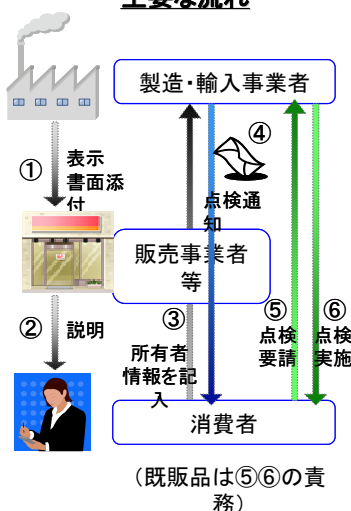 主要な流れ
製造・輸入事業者
①
表示
書面添
付
④
点検通
知
販売事業者
等
②
説明
③
所有者
情報を記
入
⑤
点検
要請
⑥
点検
実施
消費者
(既販品は⑤⑥の責
務)